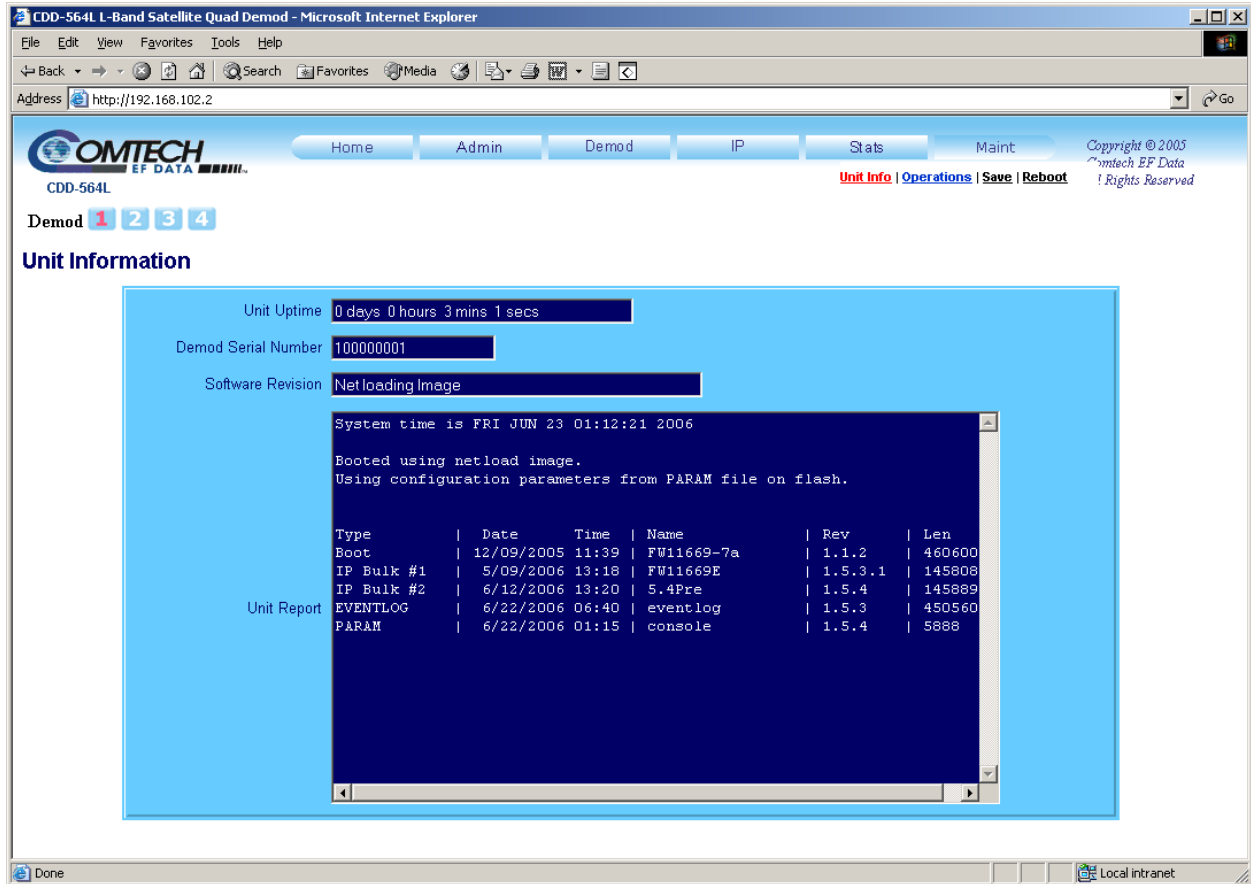 CDD-564L L-Band Satellite Quad Demod - Microsoft Internet Explorer
File Edit View Favorites Tools Help
Back Search Favorites Media
Address http://192.168.102.2 Go
COMTECH
EF DATA
CDD-564L
Home Admin Demod IP Stats Maint
Unit Info | Operations | Save | Reboot
Copyright © 2005
Comtech EF Data
Rights Reserved
Demod 1 2 3 4
Unit Information
Unit Uptime 0 days 0 hours 3 mins 1 secs
Demod Serial Number 100000001
Software Revision Net loading Image
Unit Report
System time is FRI JUN 23 01:12:21 2006
Booted using netload image.
Using configuration parameters from PARAM file on flash.
Type | Date Time | Name | Rev | Len
Boot | 12/09/2005 11:39 | FW11669-7a | 1.1.2 | 460600
IP Bulk #1 | 5/09/2006 13:18 | FW11669E | 1.5.3.1 | 145808
IP Bulk #2 | 6/12/2006 13:20 | 5.4Pre | 1.5.4 | 145889
EVENTLOG | 6/22/2006 06:40 | eventlog | 1.5.3 | 450560
PARAM | 6/22/2006 01:15 | console | 1.5.4 | 5888
Done Local intranet